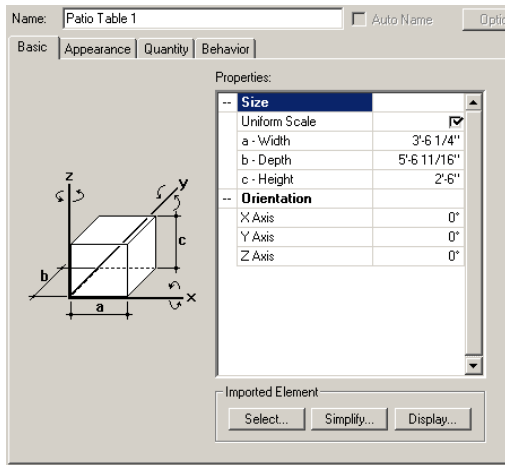 Name: Patio Table 1 Auto Name Optio
Basic Appearance Quantity Behavior
Properties:
-- Size
Uniform Scale
a - Width 3'-6 1/4"
b - Depth 5'-6 11/16"
c - Height 2'-6"
-- Orientation
X Axis 0°
Y Axis 0°
Z Axis 0°
z
y
c
b
x
a
Imported Element
Select... Simplify... Display...